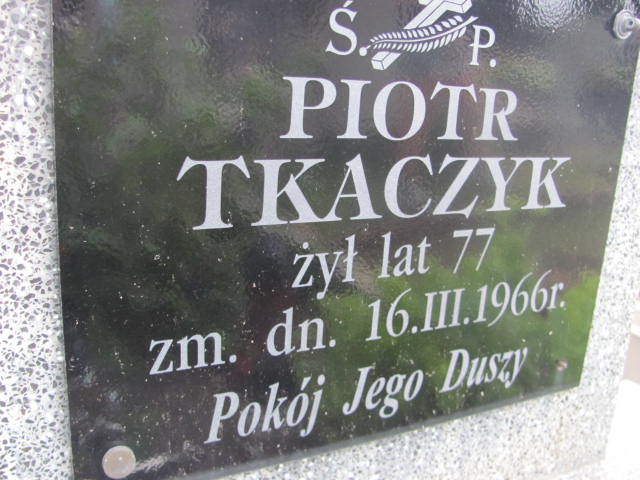 Ś. P.
PIOTR
TKACZYK
żył lat 77
zm. dn. 16.III.1966r.
Pokój Jego Duszy